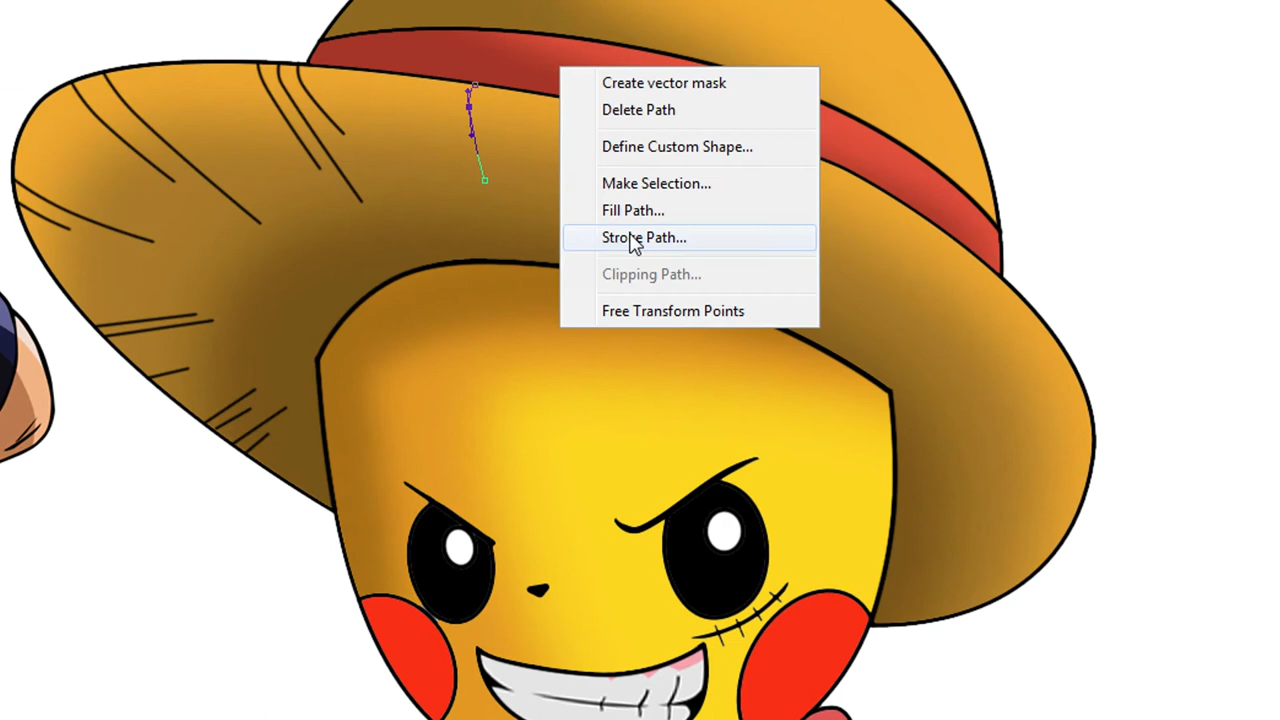 Create vector mask
Delete Path
Define Custom Shape...
Make Selection...
Fill Path...
Stroke Path...
Clipping Path...
Free Transform Points